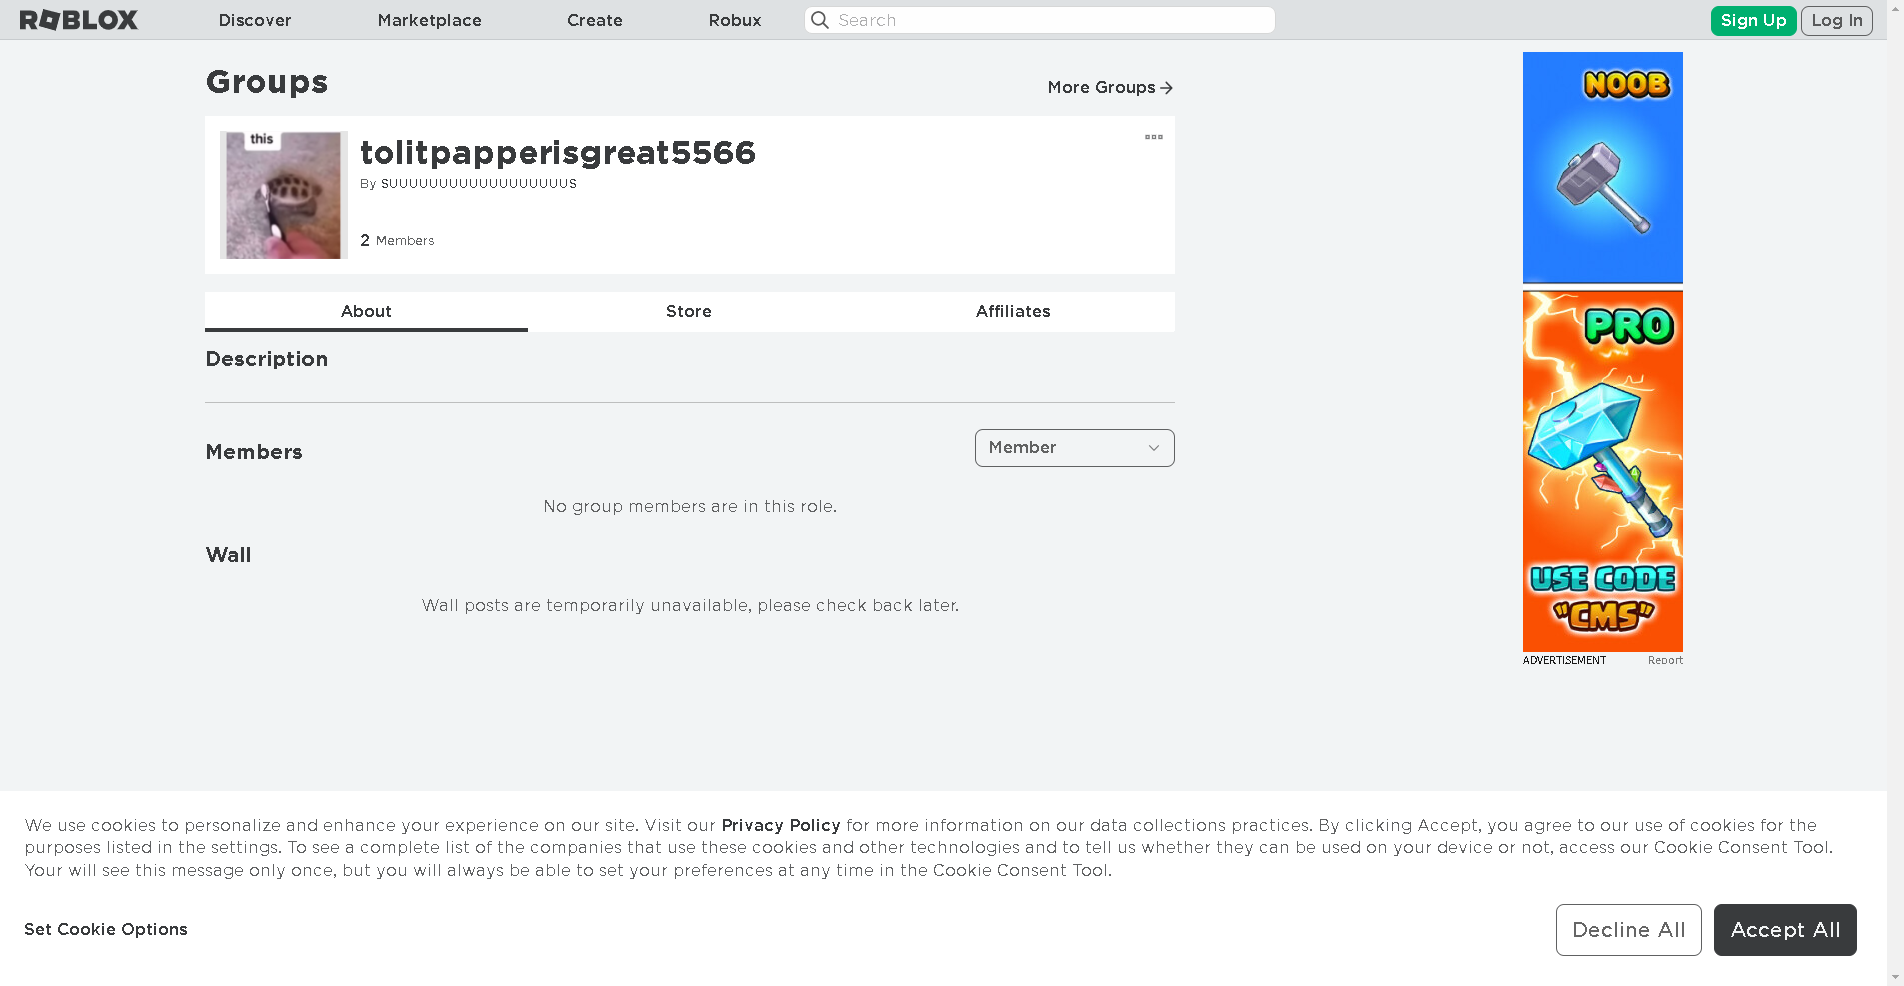 ROBLOX Discover Marketplace Create Robux Search Sign Up Log In
Groups
More Groups
this
tolitpapperisgreat5566
By SUUUUUUUUUUUUUUUUUUS
2 Members
About Store Affiliates
Description
Members
Member
No group members are in this role.
Wall
Wall posts are temporarily unavailable, please check back later.
NOOB
PRO
USE CODE
"CMS"
ADVERTISEMENT Report
We use cookies to personalize and enhance your experience on our site. Visit our Privacy Policy for more information on our data collections practices. By clicking Accept, you agree to our use of cookies for the
purposes listed in the settings. To see a complete list of the companies that use these cookies and other technologies and to tell us whether they can be used on your device or not, access our Cookie Consent Tool.
Your will see this message only once, but you will always be able to set your preferences at any time in the Cookie Consent Tool.
Set Cookie Options
Decline All
Accept All